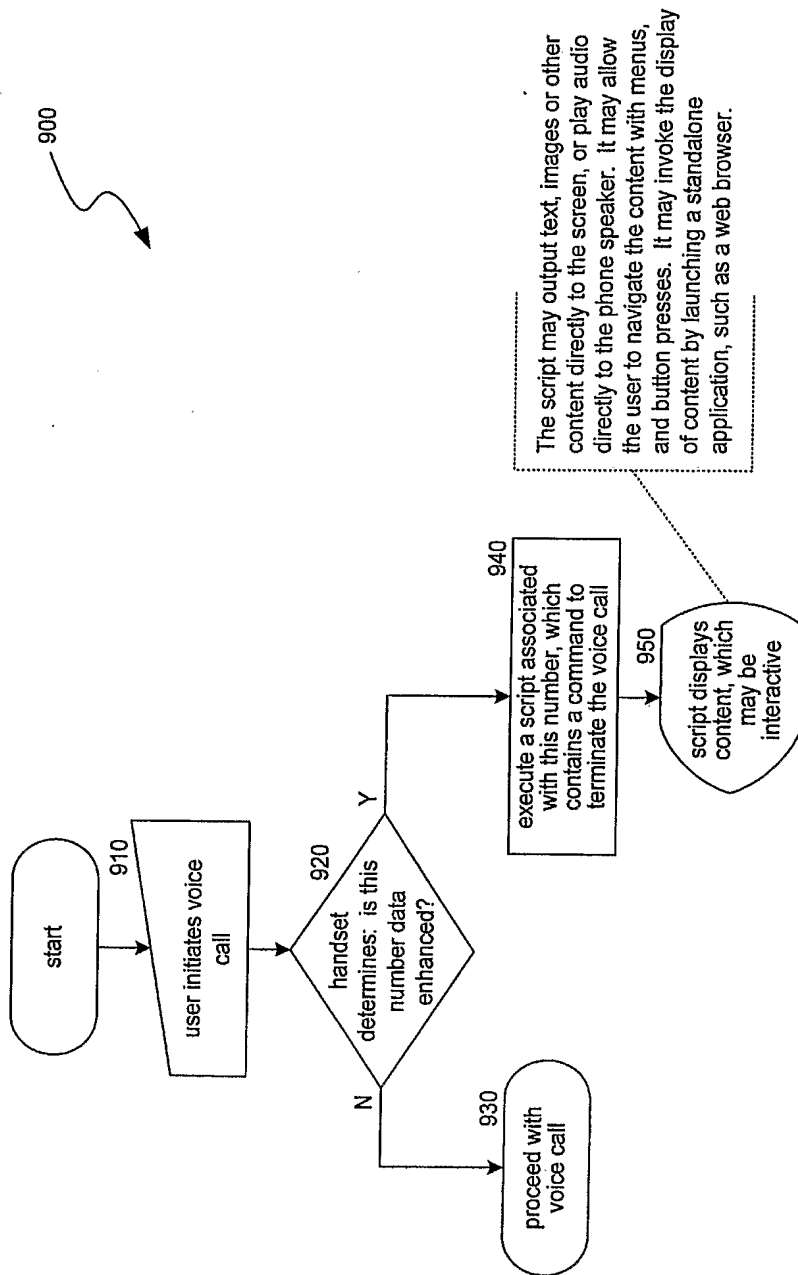 900
start
910
user initiates voice
call
920
handset
determines: is this
number data
enhanced?
N
Y
930
proceed with
voice call
940
execute a script associated
with this number, which
contains a command to
terminate the voice call
950
script displays
content, which
may be
interactive
The script may output text, images or other
content directly to the screen, or play audio
directly to the phone speaker. It may allow
the user to navigate the content with menus,
and button presses. It may invoke the display
of content by launching a standalone
application, such as a web browser.